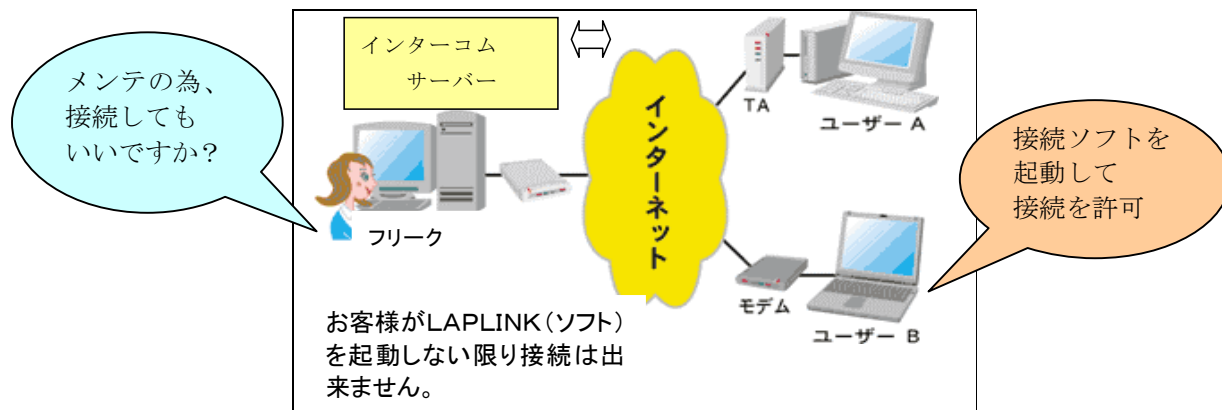 メンテの為、
接続しても
いいですか？
インターコム
サーバー
フリーク
インターネット
TA
ユーザー A
モデム
ユーザー B
接続ソフトを
起動して
接続を許可
お客様がLAPLINK（ソフト）
を起動しない限り接続は出
来ません。